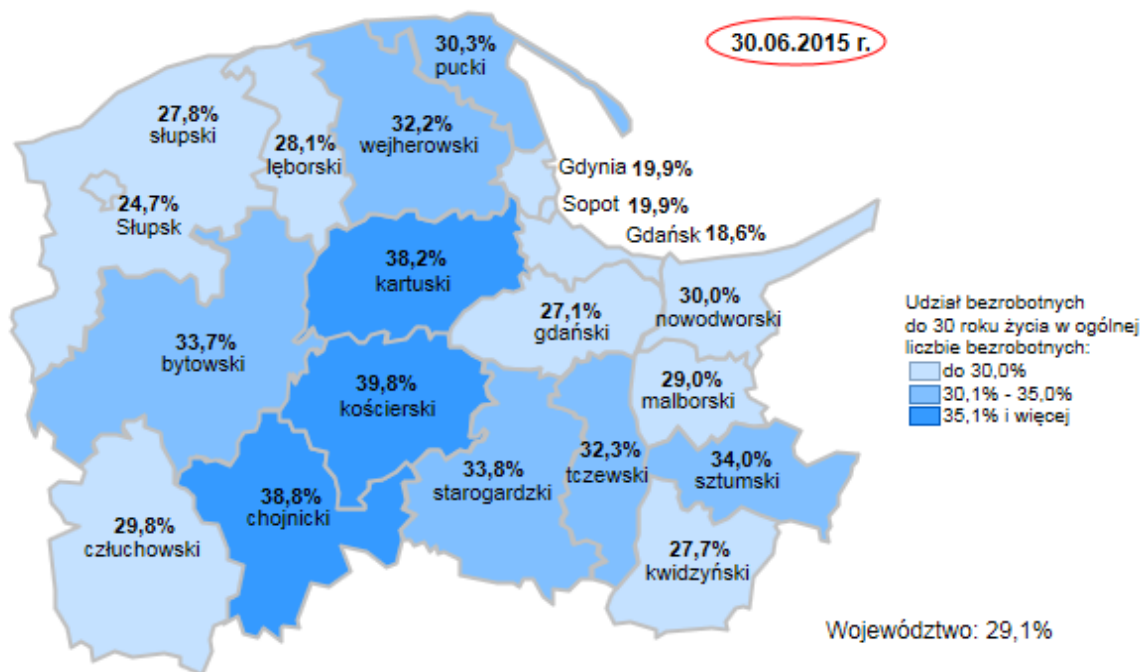 30.06.2015 r.
30,3%
pucki
27,8%
słupski
32,2%
wejherowski
28,1%
lęborski
Gdynia 19,9%
Sopot 19,9%
Gdańsk 18,6%
24,7%
Słupsk
38,2%
kartuski
27,1%
gdański
30,0%
nowodworski
33,7%
bytowski
39,8%
kościerski
29,0%
malborski
33,8%
starogardzki
32,3%
tczewski
34,0%
sztumski
38,8%
chojnicki
29,8%
człuchowski
27,7%
kwidzyński
Udział bezrobotnych
do 30 roku życia w ogólnej
liczbie bezrobotnych:
do 30,0%
30,1% - 35,0%
35,1% i więcej
Województwo: 29,1%